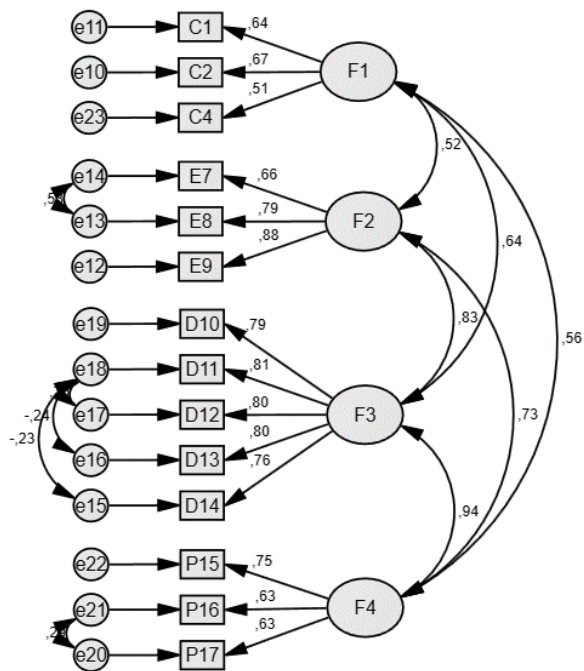 e11 C1 ,64
e10 C2 ,67 F1
e23 C4 ,51
,52
e14 E7 ,66
e13 E8 ,79 F2
,64
e12 E9 ,88
,83
e19 D10 ,79
,56
e18 D11 ,81
-,24 e17 D12 ,80 F3 ,73
-,23 e16 D13 ,80
e15 D14 ,76
,94
e22 P15 ,75
e21 P16 ,63 F4
e20 P17 ,63